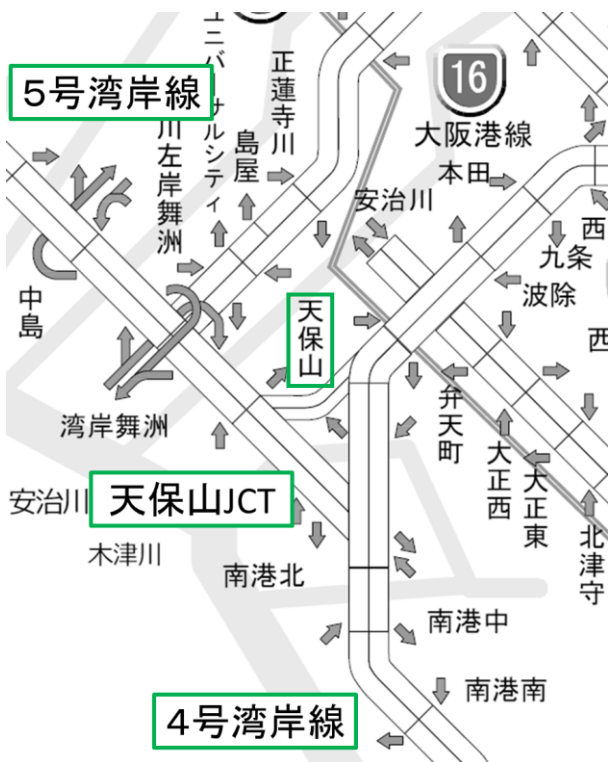 5号湾岸線
ユニバーサルシティ
正蓮寺川
島屋
川左岸舞洲
16
大阪港線
本田
安治川
西
九条
波除
西
中島
天保山
湾岸舞洲
弁天町
大正西
大正東
北津守
安治川
天保山JCT
木津川
南港北
南港中
南港南
4号湾岸線